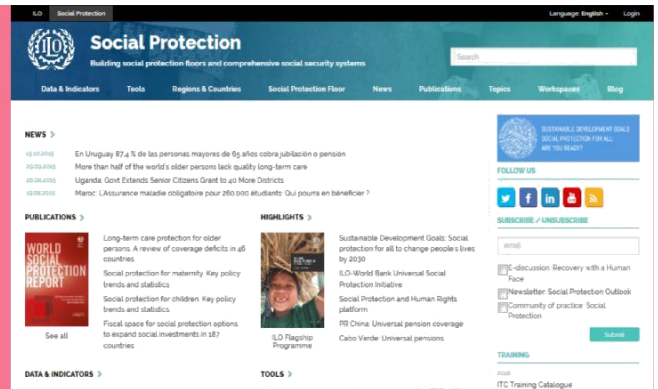 ILO Social Protection Language: English Login
ILO
Social Protection
Building social protection floors and comprehensive social security systems
Search
Data & Indicators Tools Regions & Countries Social Protection Floor News Publications Topics Workspaces Blog
NEWS >
En Uruguay 87,4 % de las personas mayores de 65 años cobra jubilación o pensión
More than half of the world's older persons lack quality long-term care
Uganda: Govt Extends Senior Citizens Grant to 40 More Districts
Maroc: L'Assurance maladie obligatoire pour 260.000 étudiants: Qui pourra en bénéficier ?
PUBLICATIONS >
WORLD
SOCIAL
PROTECTION
REPORT
See all
Long-term care protection for older
persons: A review of coverage deficits in 46
countries
Social protection for maternity: Key policy
trends and statistics
Social protection for children: Key policy
trends and statistics
Fiscal space for social protection options
to expand social investments in 187
countries
HIGHLIGHTS >
ILO Flagship
Programme
Sustainable Development Goals: Social
protection for all to change people's lives
by 2030
ILO-World Bank Universal Social
Protection Initiative
Social Protection and Human Rights
platform
PR China: Universal pension coverage
Cabo Verde: Universal pensions
DATA & INDICATORS >
TOOLS >
SUSTAINABLE DEVELOPMENT GOALS
SOCIAL PROTECTION FOR ALL:
ARE YOU READY?
FOLLOW US
SUBSCRIBE / UNSUBSCRIBE
email
E-discussion: Recovery with a Human
Face
Newsletter: Social Protection Outlook
Community of practice: Social
Protection
Submit
TRAINING
ITC Training Catalogue